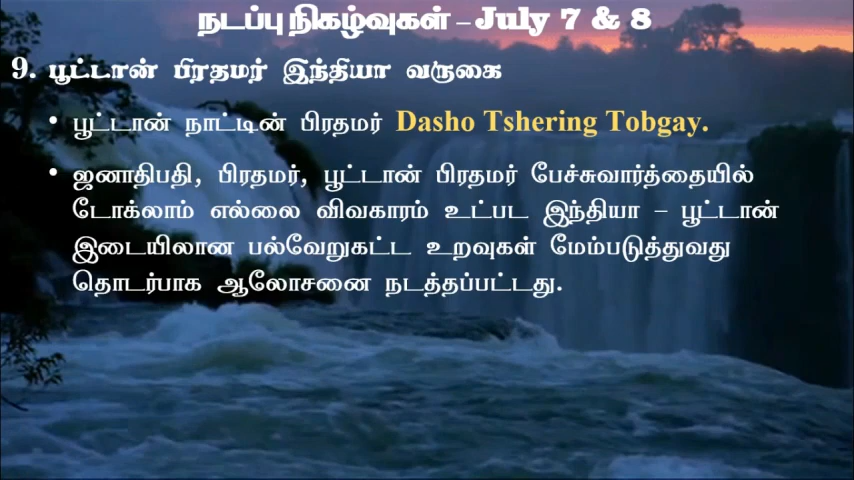 நடப்பு நிகழ்வுகள் – July 7 & 8
9. பூட்டான் பிரதமர் இந்தியா வருகை
• பூட்டான் நாட்டின் பிரதமர் Dasho Tshering Tobgay.
• ஜனாதிபதி, பிரதமர், பூட்டான் பிரதமர் பேச்சுவார்த்தையில்
டோக்லாம் எல்லை விவகாரம் உட்பட இந்தியா – பூட்டான்
இடையிலான பல்வேறுகட்ட உறவுகள் மேம்படுத்துவது
தொடர்பாக ஆலோசனை நடத்தப்பட்டது.